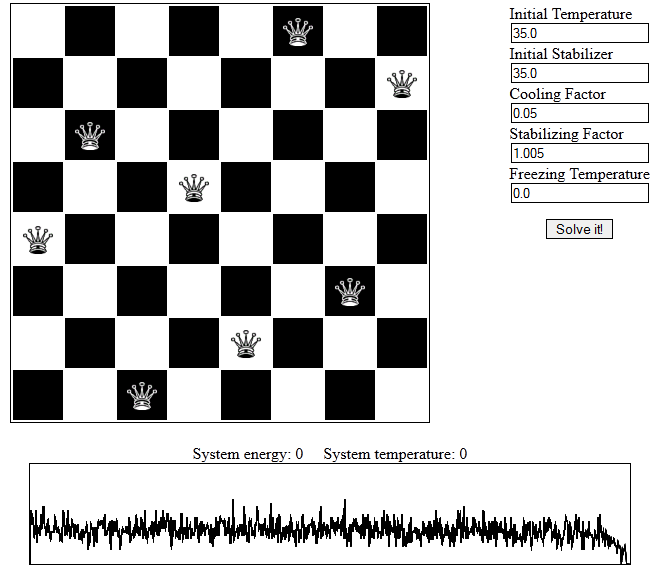 Initial Temperature
35.0
Initial Stabilizer
35.0
Cooling Factor
0.05
Stabilizing Factor
1.005
Freezing Temperature
0.0
Solve it!
System energy: 0 System temperature: 0